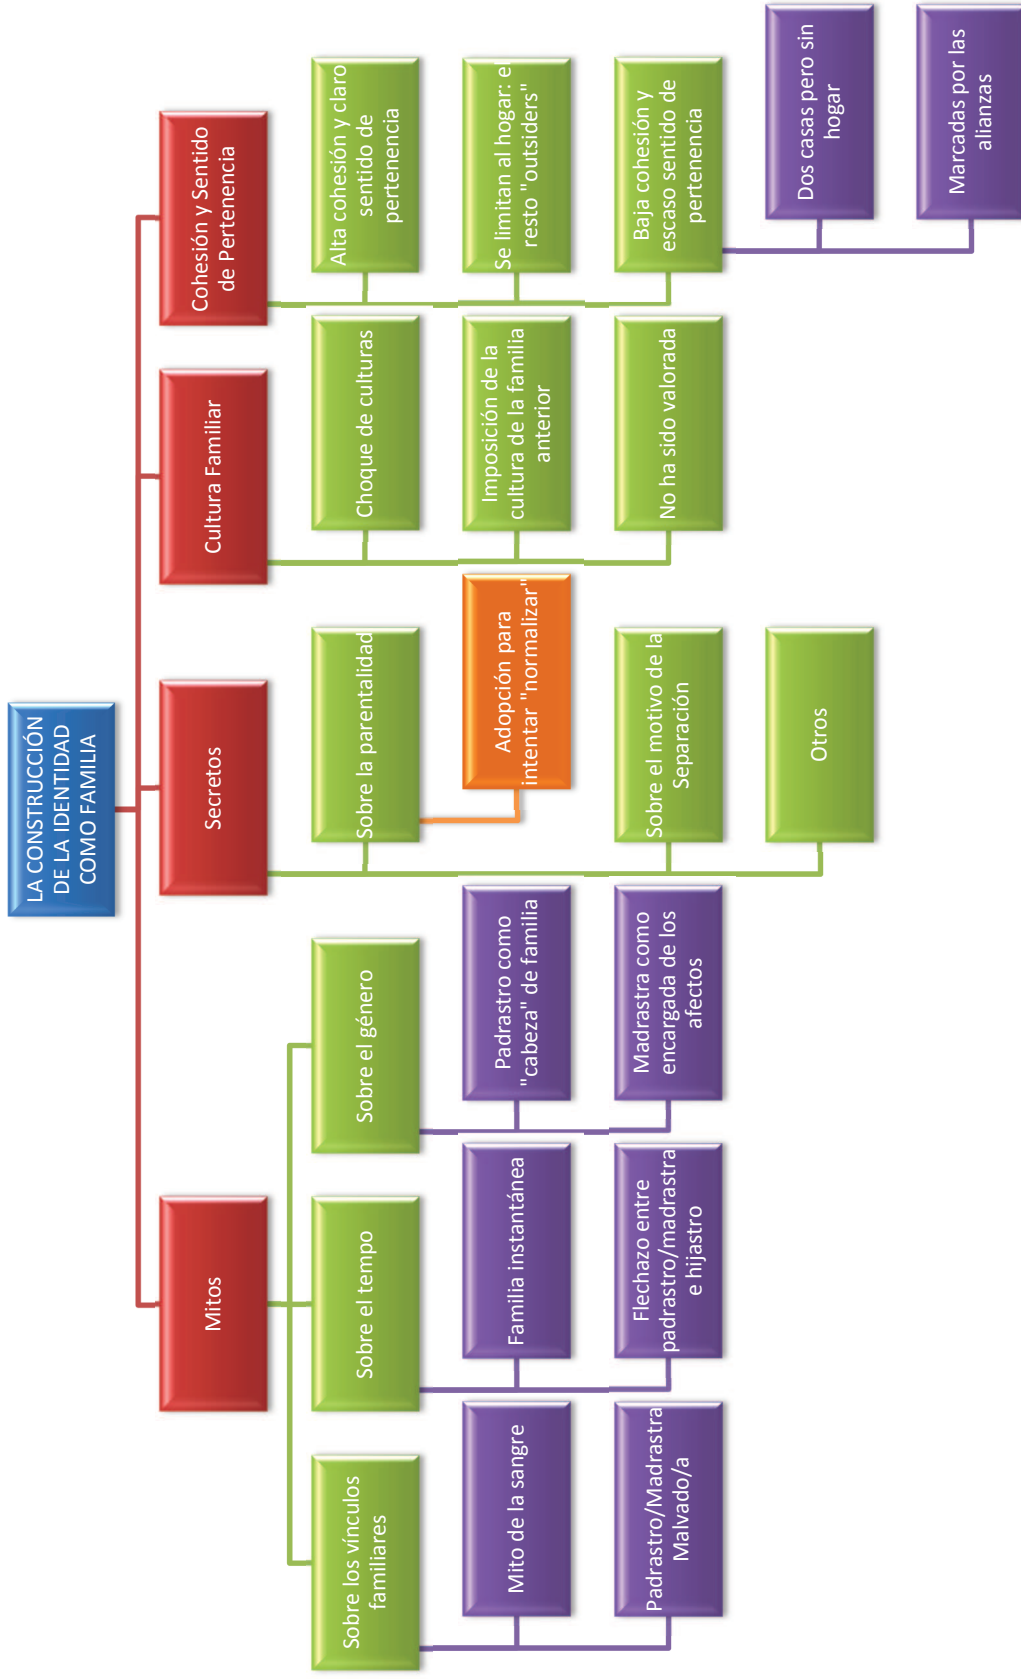 LA CONSTRUCCIÓN
DE LA IDENTIDAD
COMO FAMILIA
Mitos
Sobre los vínculos
familiares
Mito de la sangre
Padrastro/Madrastra
Malvado/a
Sobre el tempo
Familia instantánea
Flechazo entre
padrastro/madrastra
e hijastro
Sobre el género
Padrastro como
"cabeza" de familia
Madrastra como
encargada de los
afectos
Secretos
Sobre la parentalidad
Adopción para
intentar "normalizar"
Sobre el motivo de la
Separación
Otros
Cultura Familiar
Choque de culturas
Imposición de la
cultura de la familia
anterior
No ha sido valorada
Cohesión y Sentido
de Pertenencia
Alta cohesión y claro
sentido de
pertenencia
Se limitan al hogar: el
resto "outsiders"
Baja cohesión y
escaso sentido de
pertenencia
Dos casas pero sin
hogar
Marcadas por las
alianzas